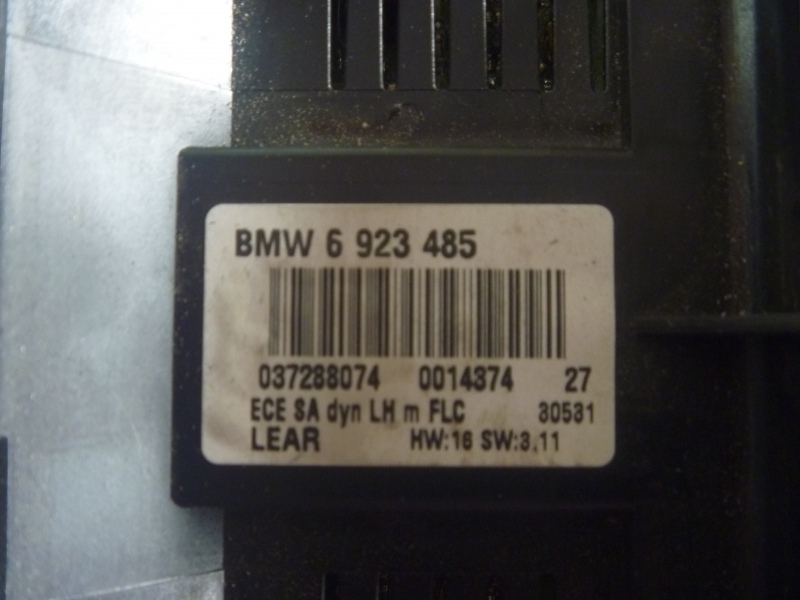 BMW 6 923 485
037288074 0014374 27
ECE SA dyn LH m FLC 30531
LEAR HW:16 SW:3.11